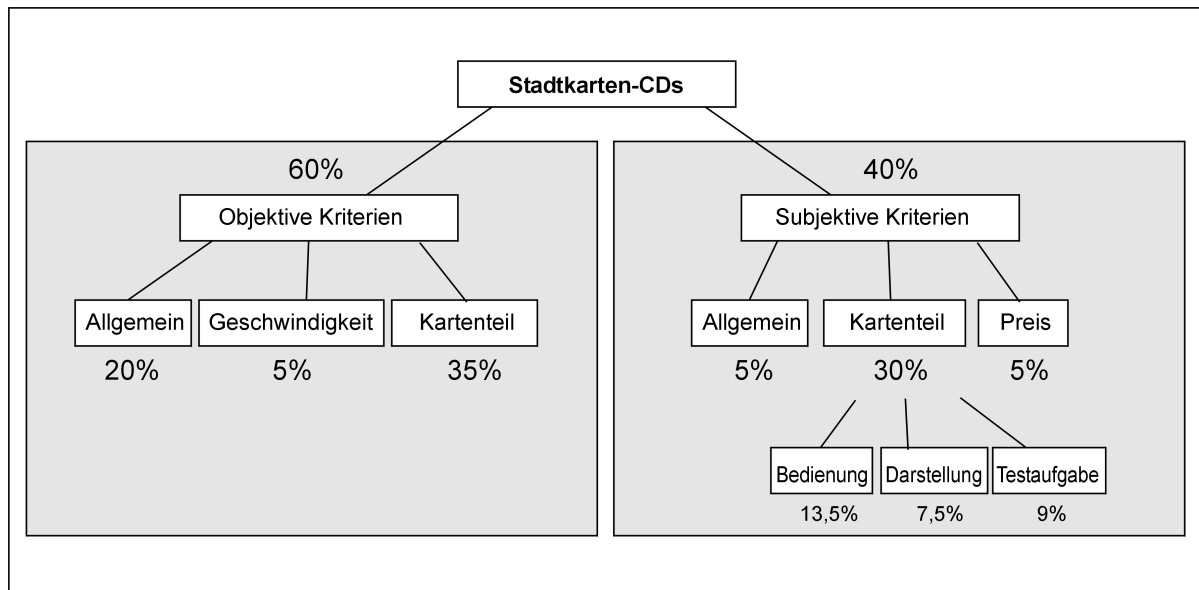 Stadtkarten-CDs
60%
Objektive Kriterien
Allgemein
Geschwindigkeit
Kartenteil
20%
5%
35%
40%
Subjektive Kriterien
Allgemein
Kartenteil
Preis
5%
30%
5%
Bedienung
Darstellung
Testaufgabe
13,5%
7,5%
9%